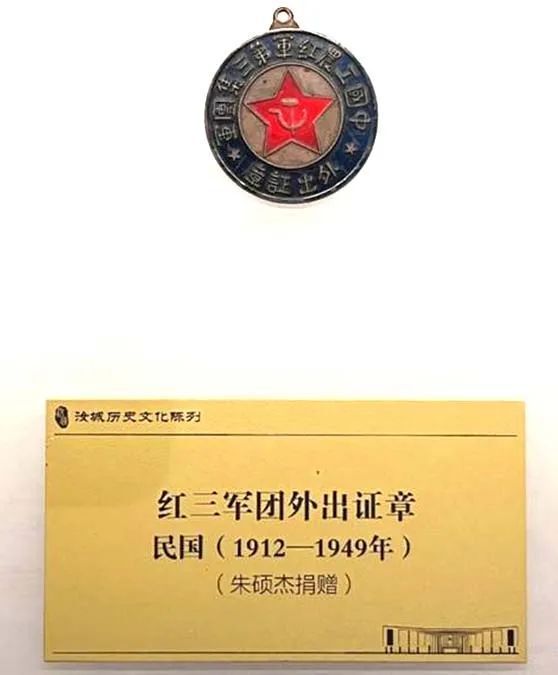 中國工農紅軍第三集團軍
外出証章
汝城历史文化陈列
红三军团外出证章
民国（1912—1949年）
（朱硕杰捐赠）